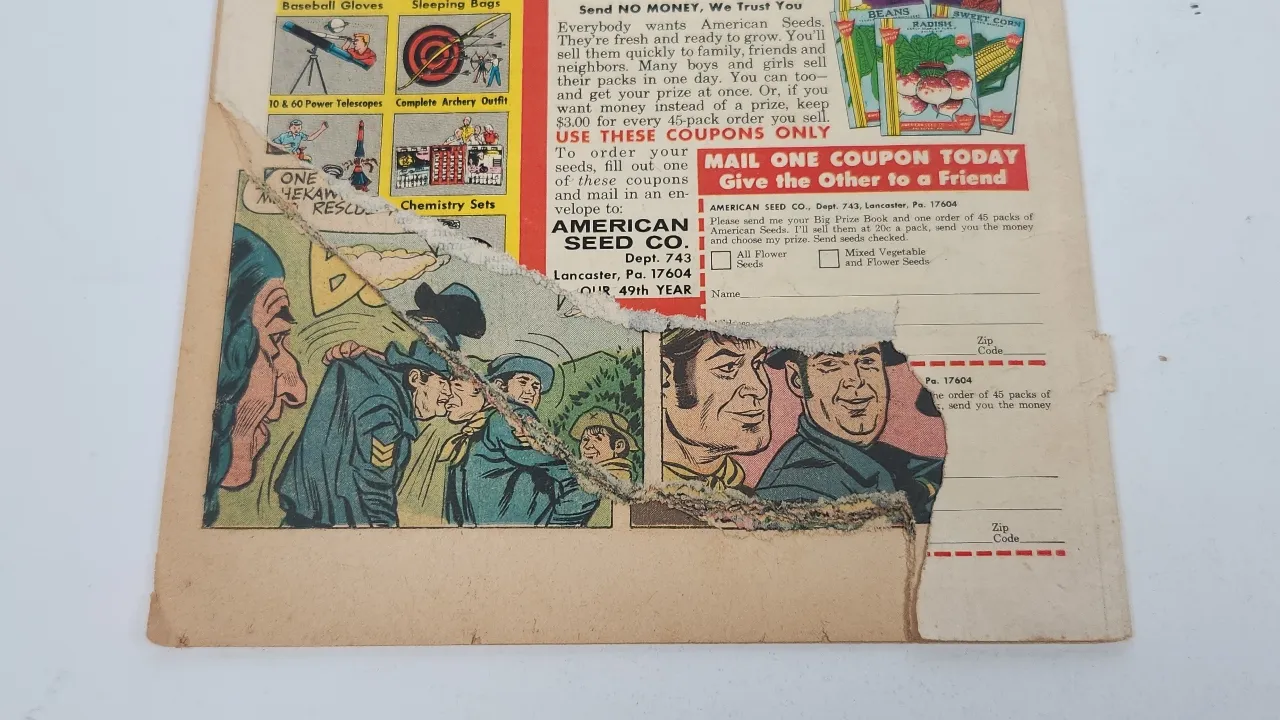 Baseball Gloves
Sleeping Bags
10 & 60 Power Telescopes
Complete Archery Outfit
Chemistry Sets
Send NO MONEY, We Trust You
Everybody wants American Seeds.
They're fresh and ready to grow. You'll
sell them quickly to family, friends and
neighbors. Many boys and girls sell
their packs in one day. You can too—
and get your prize at once. Or, if you
want money instead of a prize, keep
$3.00 for every 45-pack order you sell.
USE THESE COUPONS ONLY
To order your
seeds, fill out one
of these coupons
and mail in an en-
velope to:
AMERICAN
SEED CO.
Dept. 743
Lancaster, Pa. 17604
OUR 49th YEAR
BEANS
RADISH
SWEET CORN
MAIL ONE COUPON TODAY
Give the Other to a Friend
AMERICAN SEED CO., Dept. 743, Lancaster, Pa. 17604
Please send me your Big Prize Book and one order of 45 packs of
American Seeds. I'll sell them at 20c a pack, send you the money
and choose my prize. Send seeds checked.
All Flower
Seeds
Mixed Vegetable
and Flower Seeds
Name
Zip
Code
Pa. 17604
one order of 45 packs of
send you the money
Zip
Code
ONE
HEKAW
RESCU